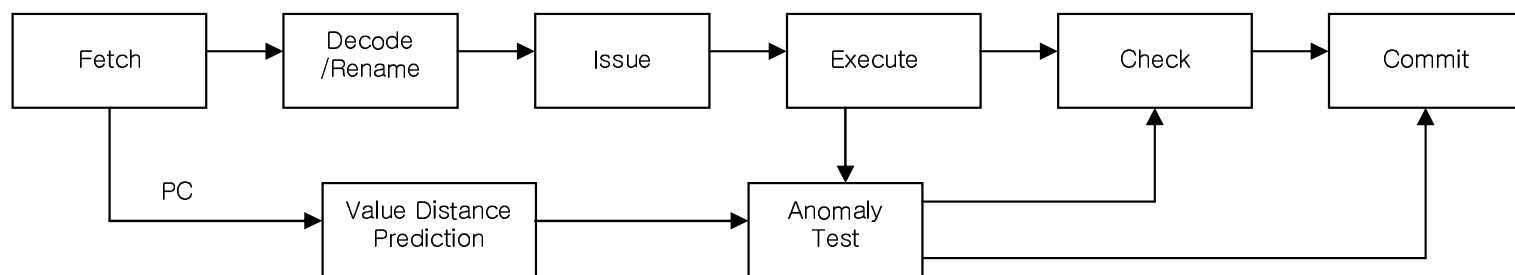 Fetch
Decode
/Rename
Issue
Execute
Check
Commit
PC
Value Distance
Prediction
Anomaly
Test